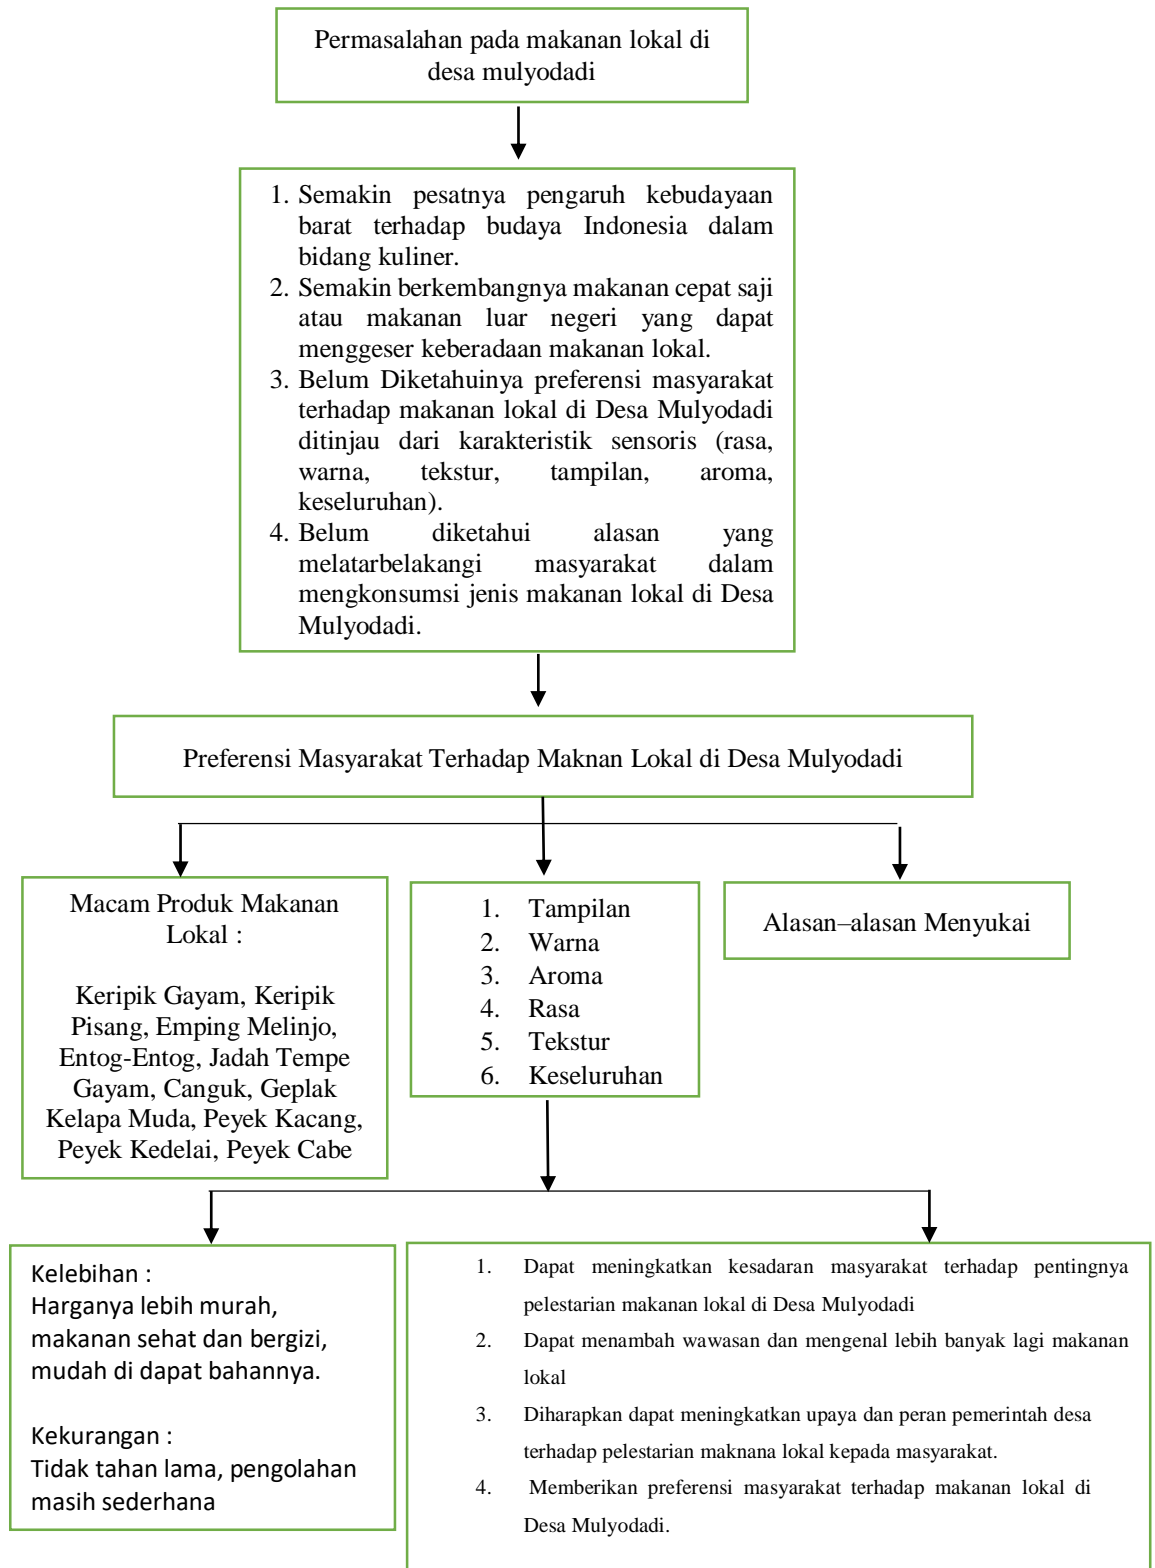 Permasalahan pada makanan lokal di
desa mulyodadi
1. Semakin pesatnya pengaruh kebudayaan
barat terhadap budaya Indonesia dalam
bidang kuliner.
2. Semakin berkembangnya makanan cepat saji
atau makanan luar negeri yang dapat
menggeser keberadaan makanan lokal.
3. Belum Diketahuinya preferensi masyarakat
terhadap makanan lokal di Desa Mulyodadi
ditinjau dari karakteristik sensoris (rasa,
warna, tekstur, tampilan, aroma,
keseluruhan).
4. Belum diketahui alasan yang
melatarbelakangi masyarakat dalam
mengkonsumsi jenis makanan lokal di Desa
Mulyodadi.
Preferensi Masyarakat Terhadap Maknan Lokal di Desa Mulyodadi
Macam Produk Makanan
Lokal :
Keripik Gayam, Keripik
Pisang, Emping Melinjo,
Entog-Entog, Jadah Tempe
Gayam, Canguk, Geplak
Kelapa Muda, Peyek Kacang,
Peyek Kedelai, Peyek Cabe
1. Tampilan
2. Warna
3. Aroma
4. Rasa
5. Tekstur
6. Keseluruhan
Alasan–alasan Menyukai
Kelebihan :
Harganya lebih murah,
makanan sehat dan bergizi,
mudah di dapat bahannya.
Kekurangan :
Tidak tahan lama, pengolahan
masih sederhana
1. Dapat meningkatkan kesadaran masyarakat terhadap pentingnya
pelestarian makanan lokal di Desa Mulyodadi
2. Dapat menambah wawasan dan mengenal lebih banyak lagi makanan
lokal
3. Diharapkan dapat meningkatkan upaya dan peran pemerintah desa
terhadap pelestarian maknana lokal kepada masyarakat.
4. Memberikan preferensi masyarakat terhadap makanan lokal di
Desa Mulyodadi.